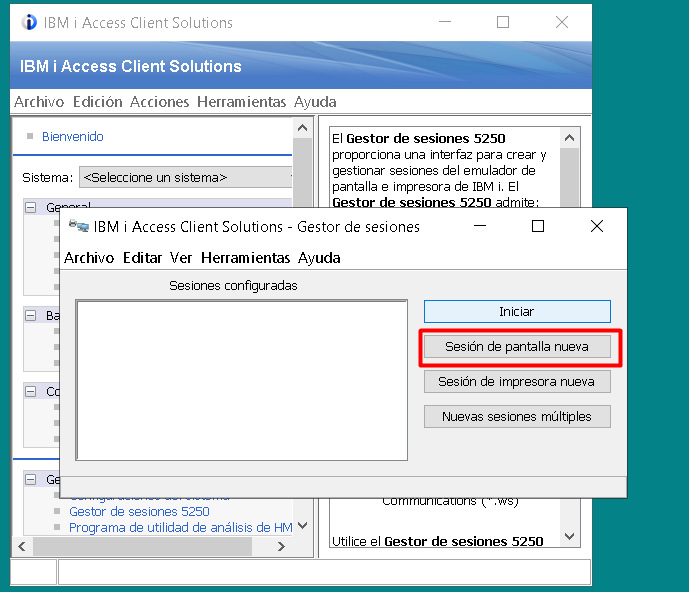 IBM i Access Client Solutions
IBM i Access Client Solutions
Archivo Edición Acciones Herramientas Ayuda
Bienvenido
Sistema: <Seleccione un sistema>
General
Ba
Co
Ge
Gestor de sesiones 5250
Programa de utilidad de análisis de HM
El Gestor de sesiones 5250
proporciona una interfaz para crear y
gestionar sesiones del emulador de
pantalla e impresora de IBM i. El
Gestor de sesiones 5250 admite:
IBM i Access Client Solutions - Gestor de sesiones
Archivo Editar Ver Herramientas Ayuda
Sesiones configuradas
Iniciar
Sesión de pantalla nueva
Sesión de impresora nueva
Nuevas sesiones múltiples
Communications (*.ws)
Utilice el Gestor de sesiones 5250